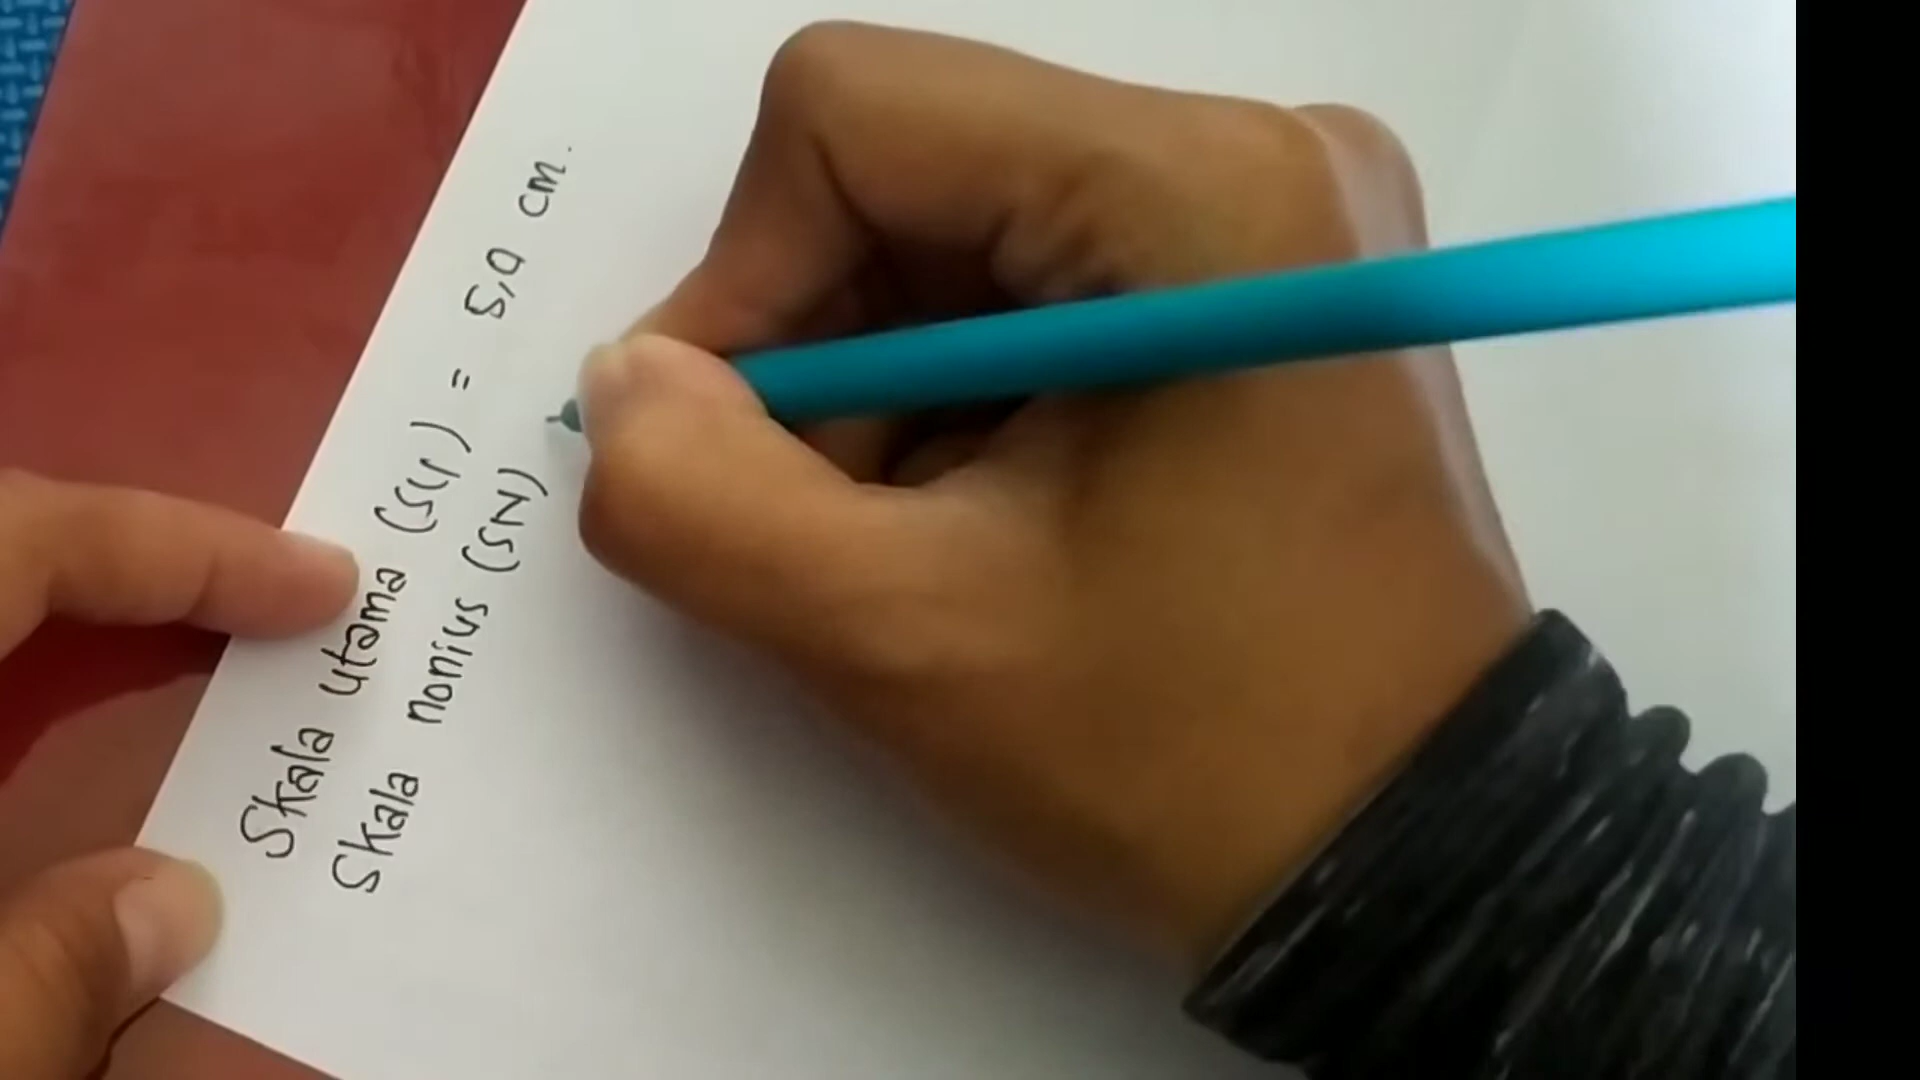 Skala utama (SU) = 5,0 cm.
Skala nonius (SN)